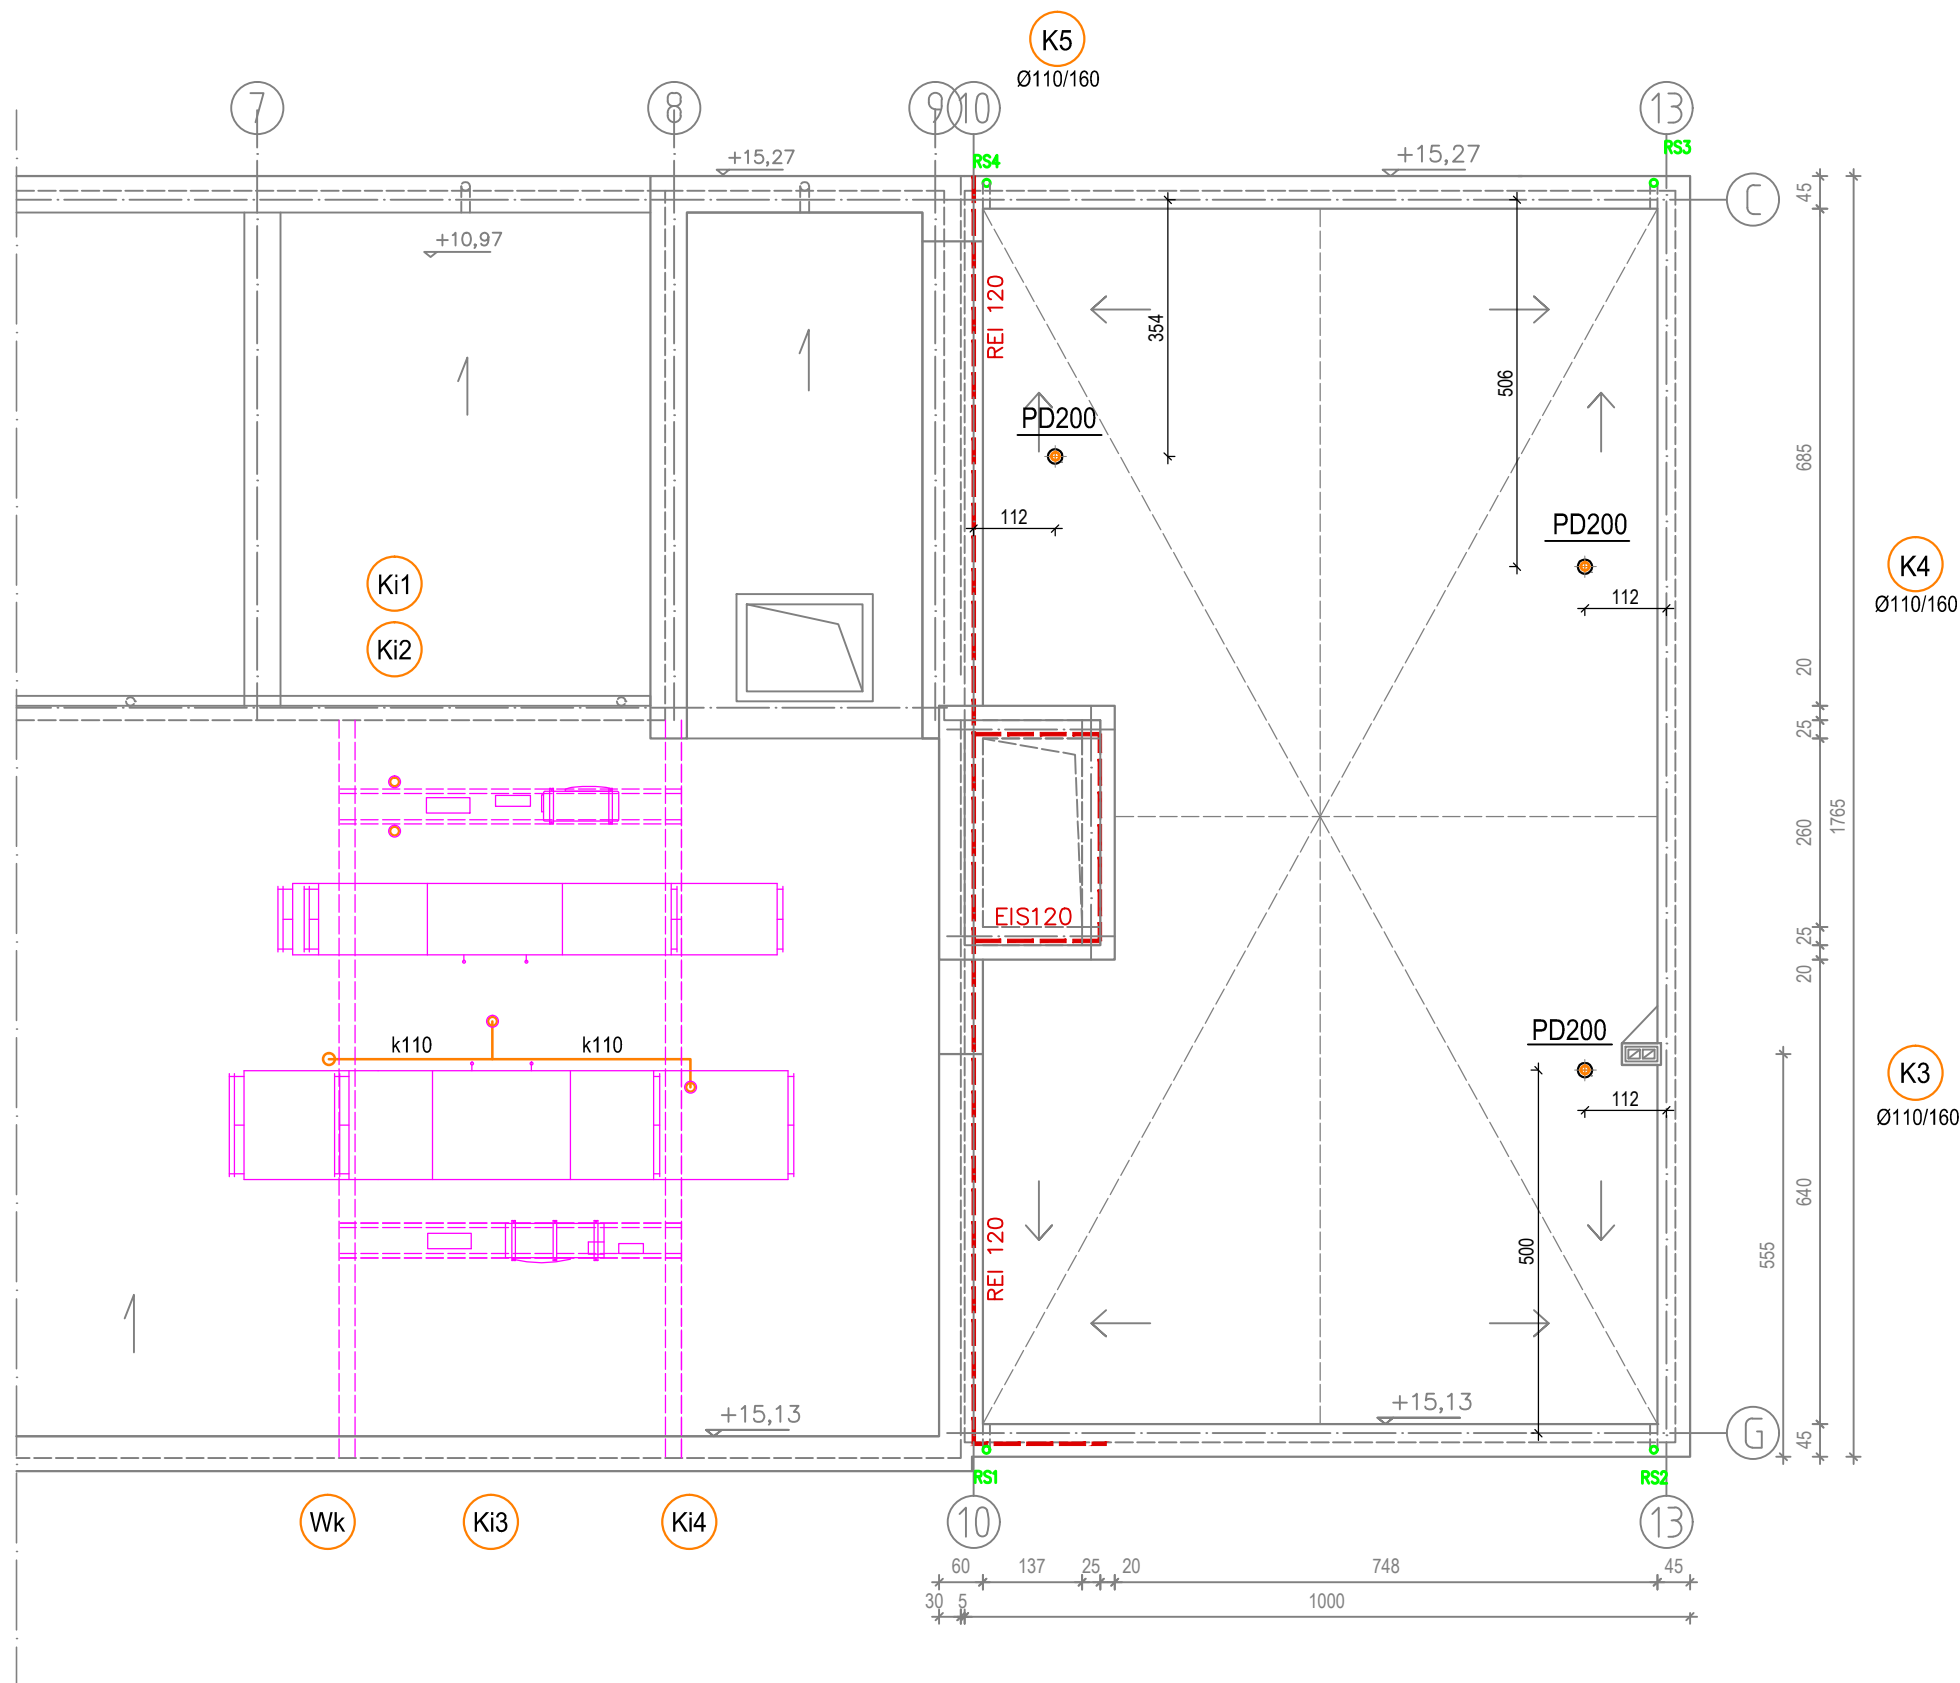 K5
Ø110/160
7
8
9
10
13
RS4
RS3
+15,27
+15,27
C
45
+10,97
REI 120
354
506
PD200
685
112
PD200
K4
Ø110/160
112
Ki1
Ki2
20
25
260
1765
EIS120
25
20
PD200
k110
k110
K3
Ø110/160
112
640
500
555
REI 120
+15,13
+15,13
G
45
RS1
RS2
Wk
Ki3
Ki4
10
13
60
137
25
20
748
45
30
5
1000